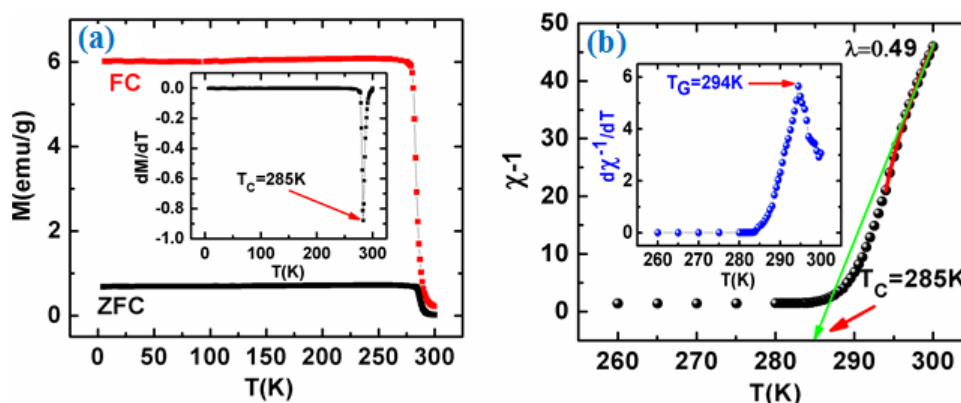 (a)
FC
ZFC
M(emu/g)
6
4
2
0
0 50 100 150 200 250 300
T(K)
dM/dT
0.0
-0.2
-0.4
-0.6
-0.8
-1.0
0 100 200 300
T(K)
T_C=285K
(b)
λ=0.49
χ-1
50
40
30
20
10
0
260 270 280 290 300
T(K)
T_C=285K
dχ⁻¹/dT
6
4
2
0
260 270 280 290 300
T(K)
T_G=294K